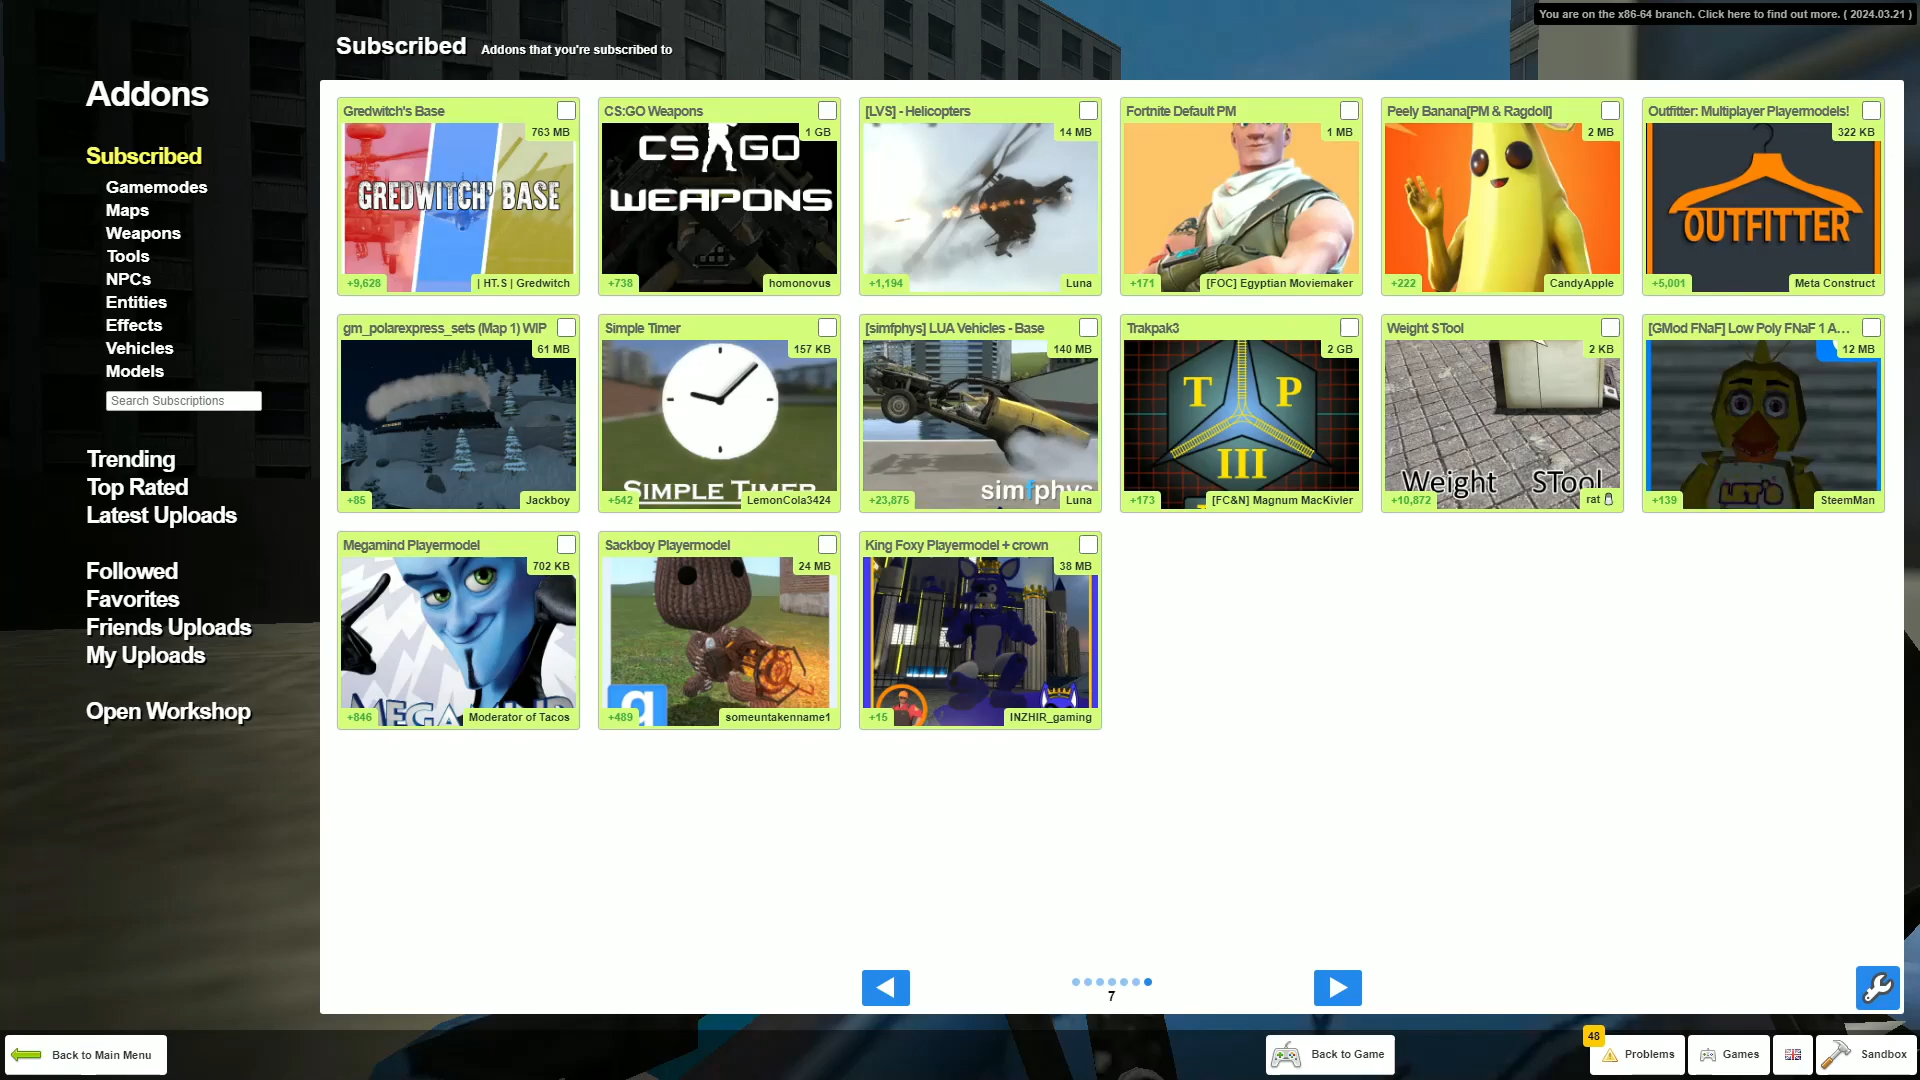 You are on the x86-64 branch. Click here to find out more. ( 2024.03.21 )
Subscribed Addons that you're subscribed to
Addons
Subscribed
Gamemodes
Maps
Weapons
Tools
NPCs
Entities
Effects
Vehicles
Models
Search Subscriptions
Trending
Top Rated
Latest Uploads
Followed
Favorites
Friends Uploads
My Uploads
Open Workshop
Gredwitch's Base
763 MB
GREDWITCH' BASE
+9,628
| HT.S | Gredwitch
CS:GO Weapons
1 GB
CS GO
WEAPONS
+738
homonovus
[LVS] - Helicopters
14 MB
+1,194
Luna
Fortnite Default PM
1 MB
+171
[FOC] Egyptian Moviemaker
Peely Banana[PM & Ragdoll]
2 MB
+222
CandyApple
Outfitter: Multiplayer Playermodels!
322 KB
OUTFITTER
+5,001
Meta Construct
gm_polarexpress_sets (Map 1) WIP
61 MB
+85
Jackboy
Simple Timer
157 KB
SIMPLE TIMER
+542
LemonCola3424
[simfphys] LUA Vehicles - Base
140 MB
simfphys
+23,875
Luna
Trakpak3
2 GB
T P
III
+173
[FC&N] Magnum MacKivler
Weight STool
2 KB
Weight STool
+10,872
rat
[GMod FNaF] Low Poly FNaF 1 A...
12 MB
LET'S
+139
SteemMan
Megamind Playermodel
702 KB
+846
Moderator of Tacos
Sackboy Playermodel
24 MB
g
+489
someuntakenname1
King Foxy Playermodel + crown
38 MB
+15
INZHIR_gaming
7
Back to Main Menu
Back to Game
48
Problems
Games
Sandbox